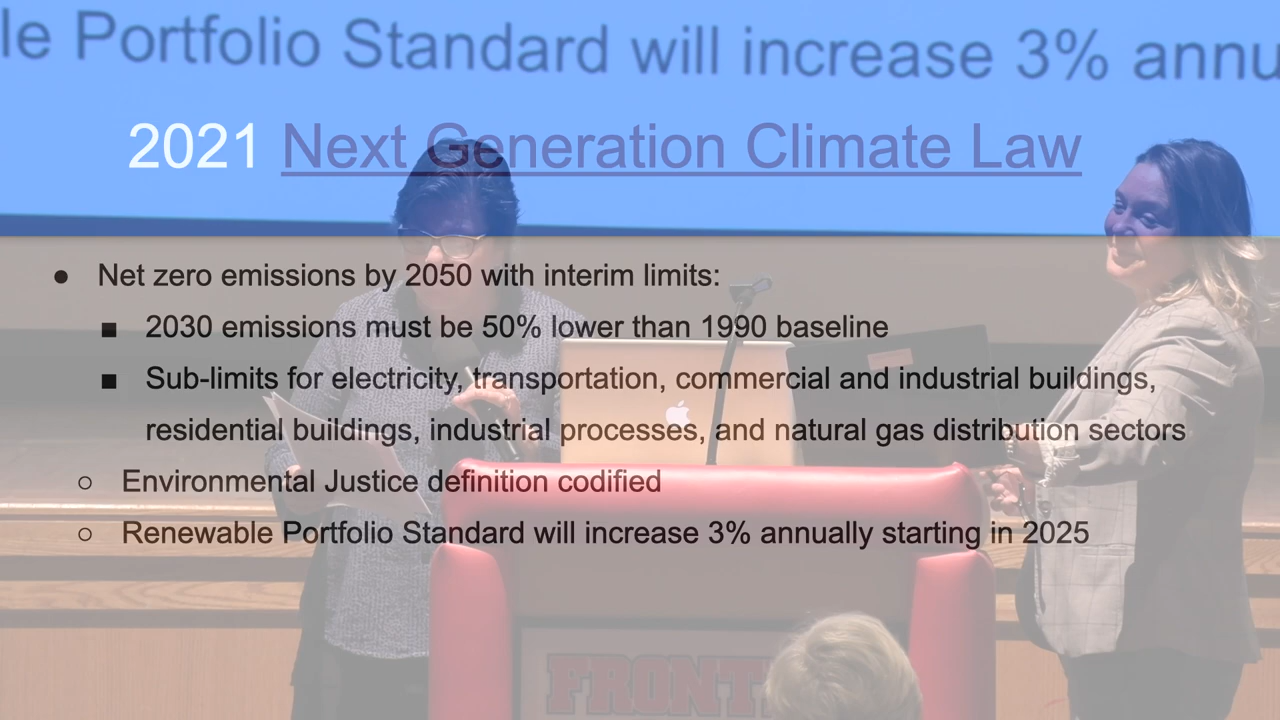 le Portfolio Standard will increase 3% annu
2021 Next Generation Climate Law
● Net zero emissions by 2050 with interim limits:
■ 2030 emissions must be 50% lower than 1990 baseline
■ Sub-limits for electricity, transportation, commercial and industrial buildings,
residential buildings, industrial processes, and natural gas distribution sectors
○ Environmental Justice definition codified
○ Renewable Portfolio Standard will increase 3% annually starting in 2025
FRONT